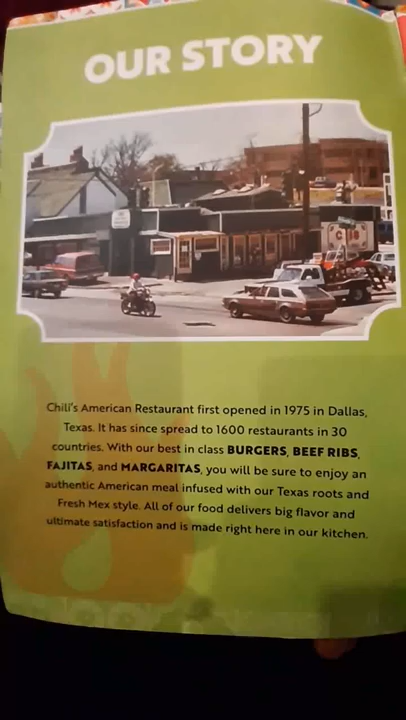 OUR STORY
Chili's
Chili's American Restaurant first opened in 1975 in Dallas,
Texas. It has since spread to 1600 restaurants in 30
countries. With our best in class BURGERS, BEEF RIBS,
FAJITAS, and MARGARITAS, you will be sure to enjoy an
authentic American meal infused with our Texas roots and
Fresh Mex style. All of our food delivers big flavor and
ultimate satisfaction and is made right here in our kitchen.